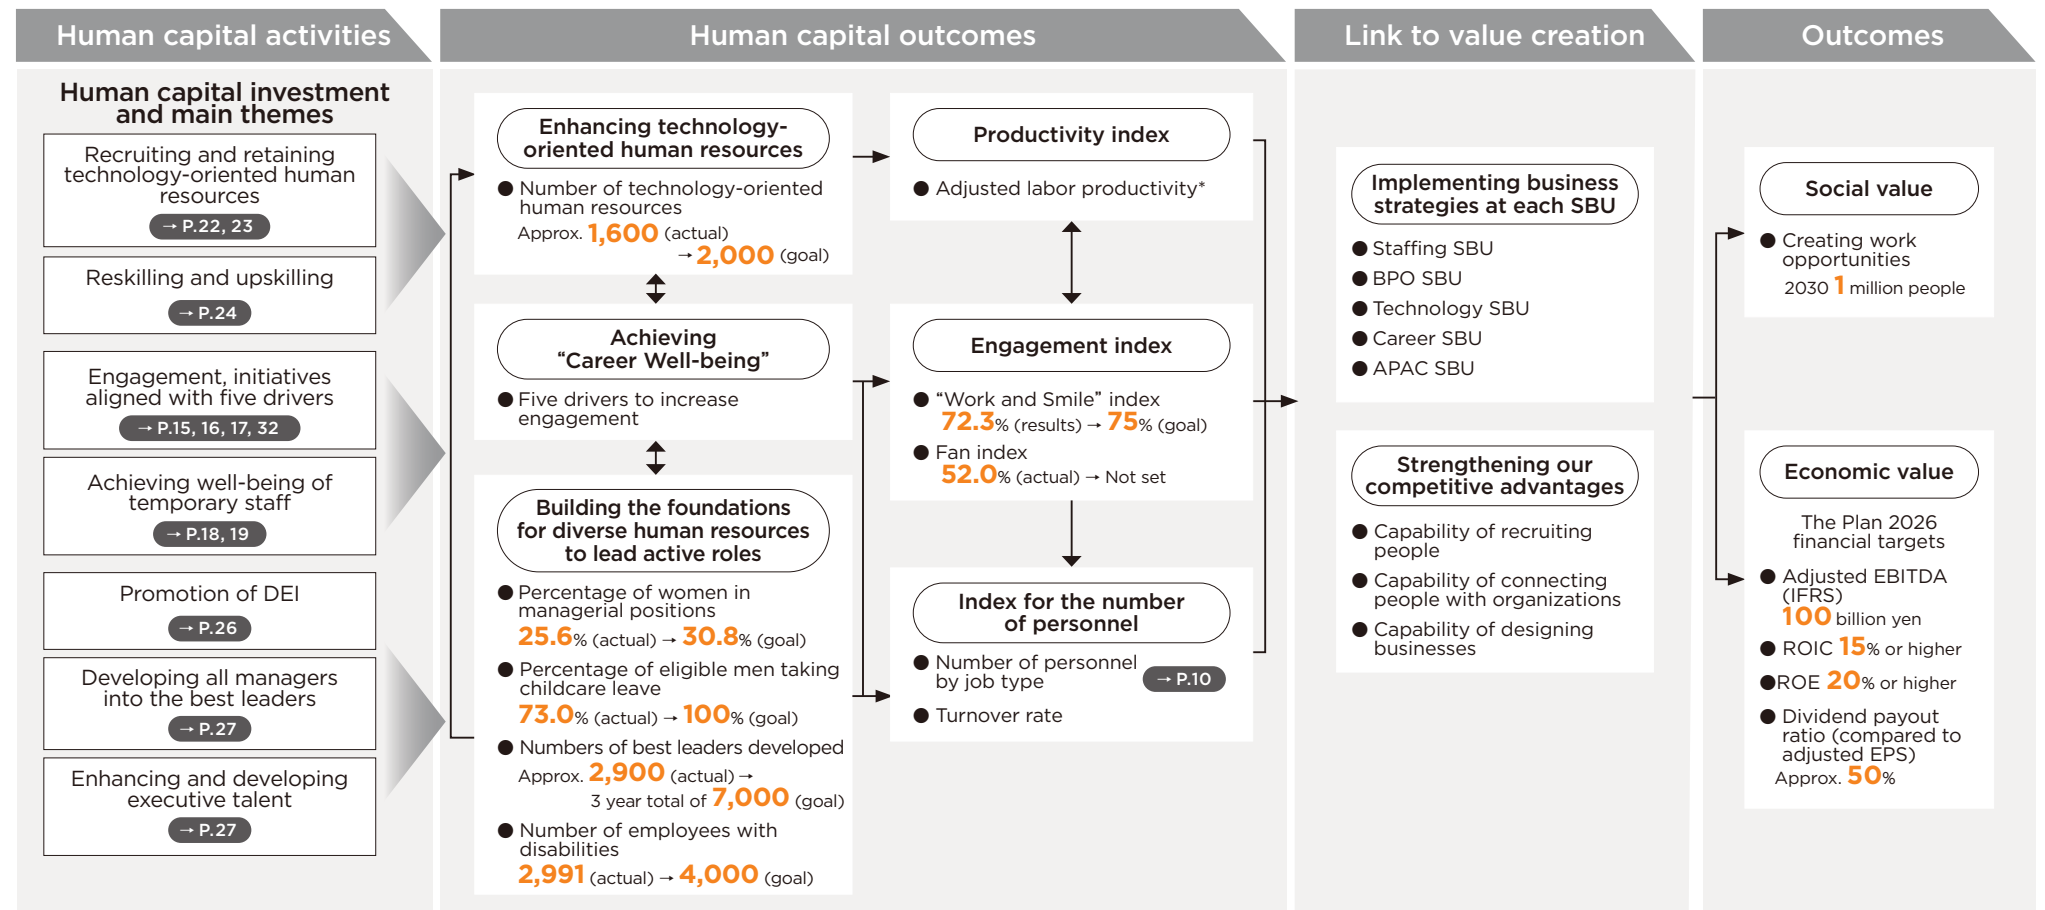 Human capital activities
Human capital investment
and main themes
Recruiting and retaining
technology-oriented human
resources
→ P.22, 23
Reskilling and upskilling
→ P.24
Engagement, initiatives
aligned with five drivers
→ P.15, 16, 17, 32
Achieving well-being of
temporary staff
→ P.18, 19
Promotion of DEI
→ P.26
Developing all managers
into the best leaders
→ P.27
Enhancing and developing
executive talent
→ P.27
Human capital outcomes
Enhancing technology-
oriented human resources
● Number of technology-oriented
human resources
Approx. 1,600 (actual)
→ 2,000 (goal)
Achieving
“Career Well-being”
● Five drivers to increase
engagement
Building the foundations
for diverse human resources
to lead active roles
● Percentage of women in
managerial positions
25.6% (actual) → 30.8% (goal)
● Percentage of eligible men taking
childcare leave
73.0% (actual) → 100% (goal)
● Numbers of best leaders developed
Approx. 2,900 (actual) →
3 year total of 7,000 (goal)
● Number of employees with
disabilities
2,991 (actual) → 4,000 (goal)
Productivity index
● Adjusted labor productivity*
Engagement index
● “Work and Smile” index
72.3% (results) → 75% (goal)
● Fan index
52.0% (actual) → Not set
Index for the number
of personnel
● Number of personnel
by job type
→ P.10
● Turnover rate
Link to value creation
Implementing business
strategies at each SBU
● Staffing SBU
● BPO SBU
● Technology SBU
● Career SBU
● APAC SBU
Strengthening our
competitive advantages
● Capability of recruiting
people
● Capability of connecting
people with organizations
● Capability of designing
businesses
Outcomes
Social value
● Creating work
opportunities
2030 1 million people
Economic value
The Plan 2026
financial targets
● Adjusted EBITDA
(IFRS)
100 billion yen
● ROIC 15% or higher
●ROE 20% or higher
● Dividend payout
ratio (compared to
adjusted EPS)
Approx. 50%